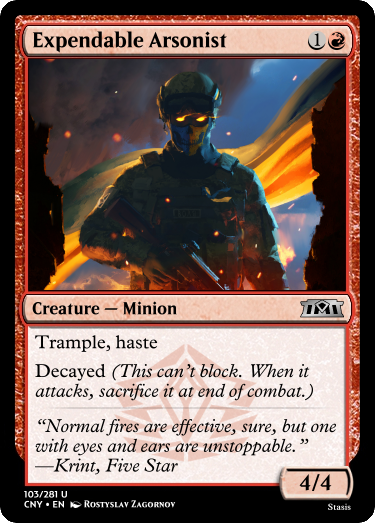 Expendable Arsonist 1
Creature — Minion
Trample, haste
Decayed (This can't block. When it
attacks, sacrifice it at end of combat.)
“Normal fires are effective, sure, but one
with eyes and ears are unstoppable.”
—Krint, Five Star
4/4
103/281 U
CNY • EN Rostyslav Zagornov
Stasis